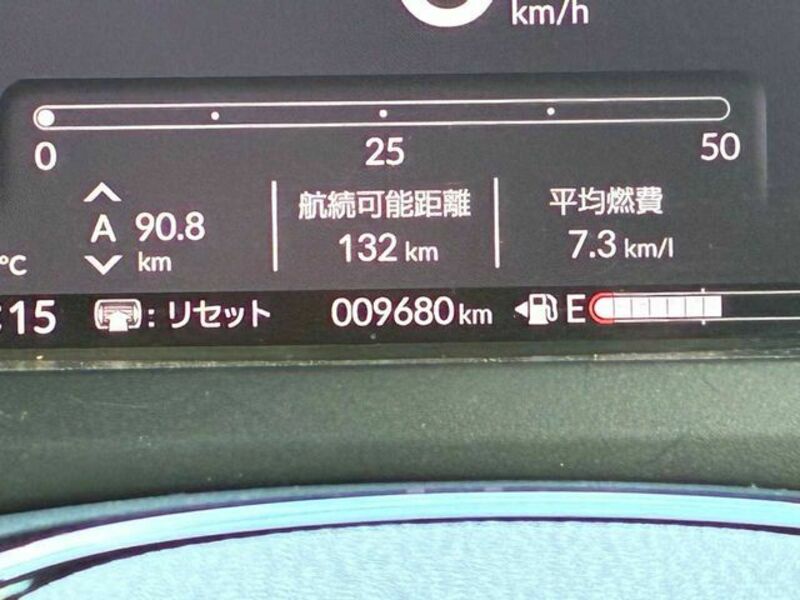 km/h
0 25 50
A 90.8 km
航続可能距離
132 km
平均燃費
7.3 km/l
°C
:15
: リセット
009680 km
E